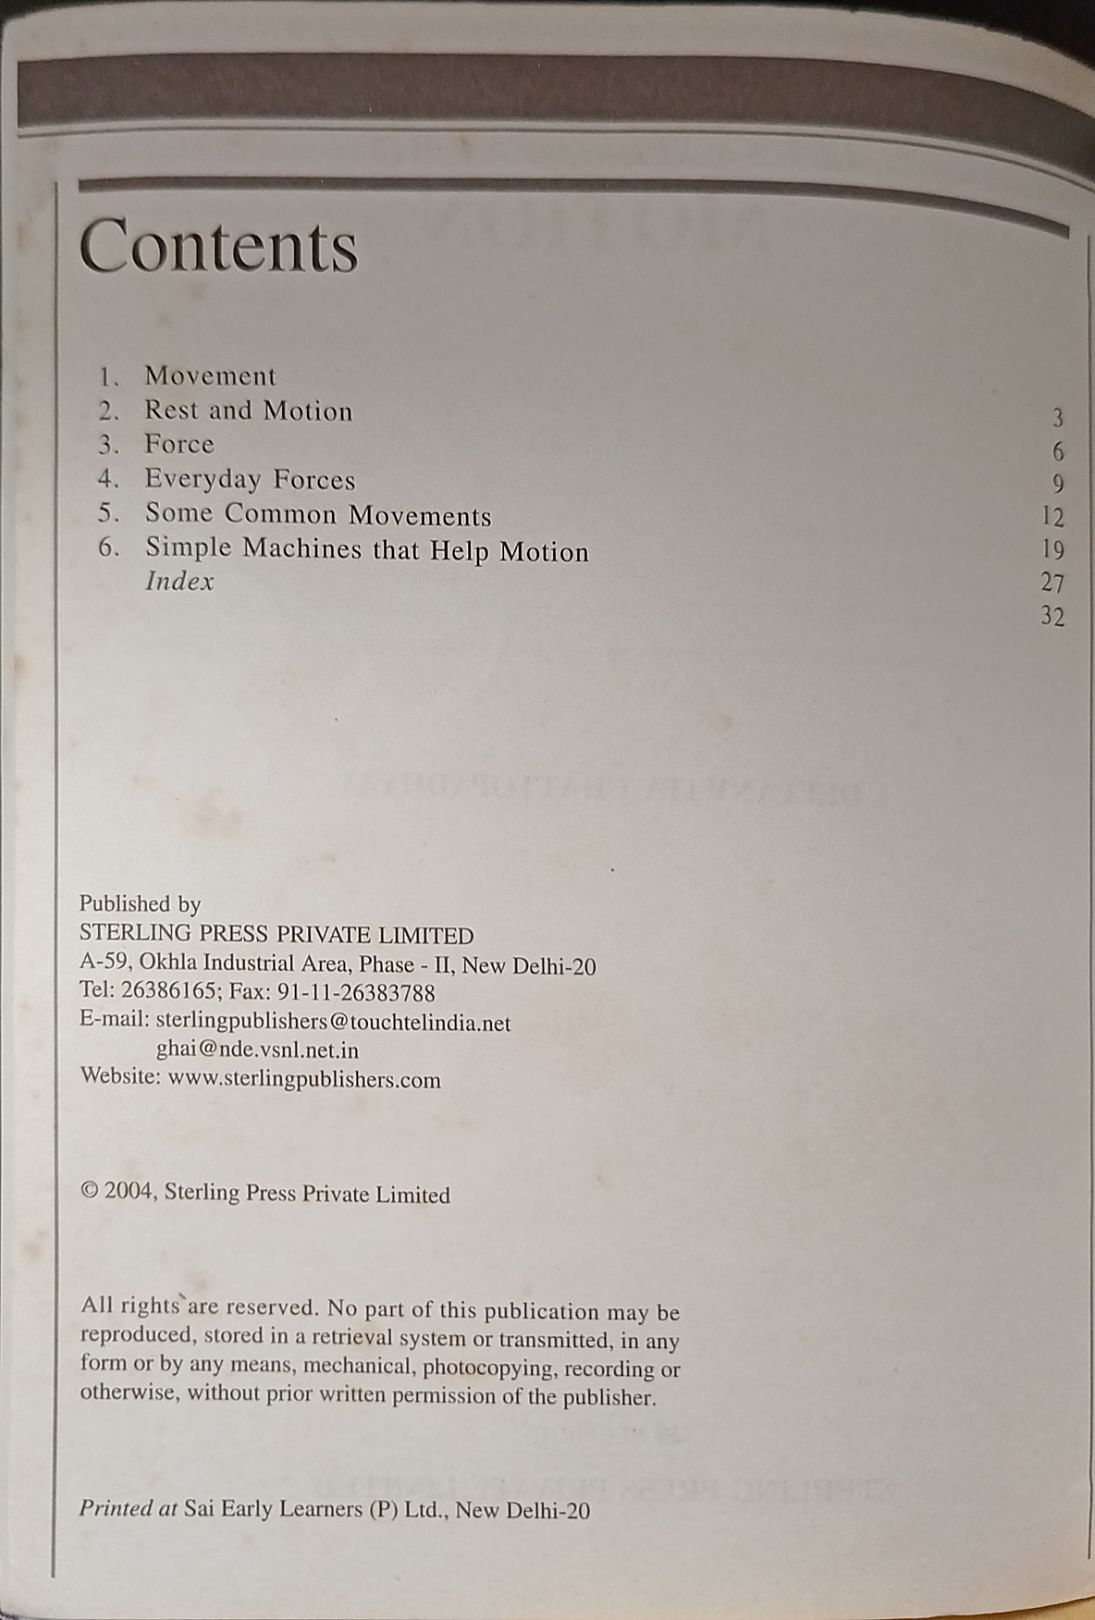 Contents
1. Movement 3
2. Rest and Motion 6
3. Force 9
4. Everyday Forces 12
5. Some Common Movements 19
6. Simple Machines that Help Motion 27
Index 32
Published by
STERLING PRESS PRIVATE LIMITED
A-59, Okhla Industrial Area, Phase - II, New Delhi-20
Tel: 26386165; Fax: 91-11-26383788
E-mail: sterlingpublishers@touchtelindia.net
ghai@nde.vsnl.net.in
Website: www.sterlingpublishers.com
© 2004, Sterling Press Private Limited
All rights are reserved. No part of this publication may be
reproduced, stored in a retrieval system or transmitted, in any
form or by any means, mechanical, photocopying, recording or
otherwise, without prior written permission of the publisher.
Printed at Sai Early Learners (P) Ltd., New Delhi-20